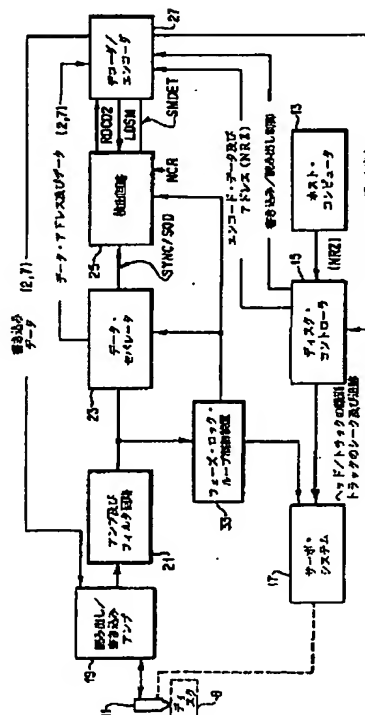 27
デコーダ/
エンコーダ
(2,7)
(2,7)
書き込み
データ
データ・アドレス及びデータ
RDCD2
LDSM
SMDET
NCR
検出回路
25
SYNC/SOD
データ・
セパレータ
23
アンプ及び
フィルタ回路
21
読み出し/
書き込み
アンプ
19
11
ディスク
フェーズ・ロック・
ループ制御装置
33
エンコード・データ及び
アドレス(NRZ)
書き込み/読み出し制御
13
ホスト・
コンピュータ
(NRZ)
15
ディスク・
コントローラ
ヘッド/トラックの選択
トラックのシーク及び追跡
サーボ・
システム
17